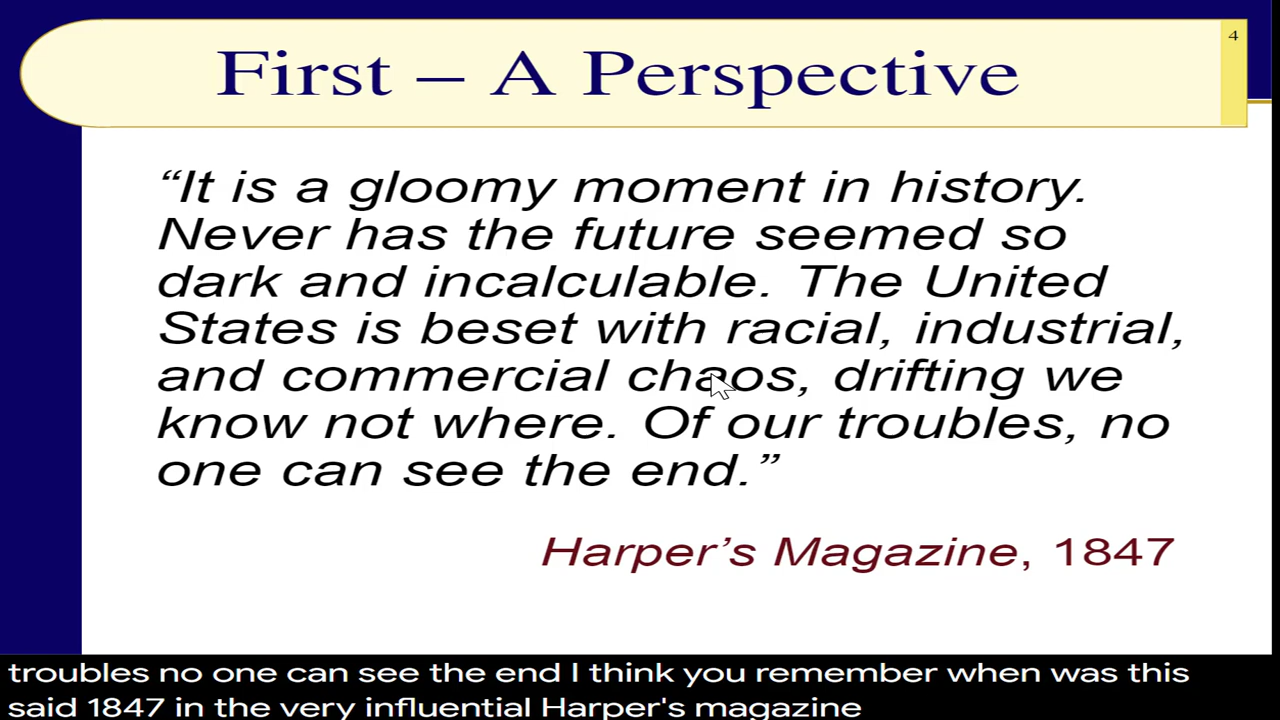 4
First – A Perspective
“It is a gloomy moment in history.
Never has the future seemed so
dark and incalculable. The United
States is beset with racial, industrial,
and commercial chaos, drifting we
know not where. Of our troubles, no
one can see the end.”
Harper’s Magazine, 1847
troubles no one can see the end I think you remember when was this
said 1847 in the very influential Harper's magazine